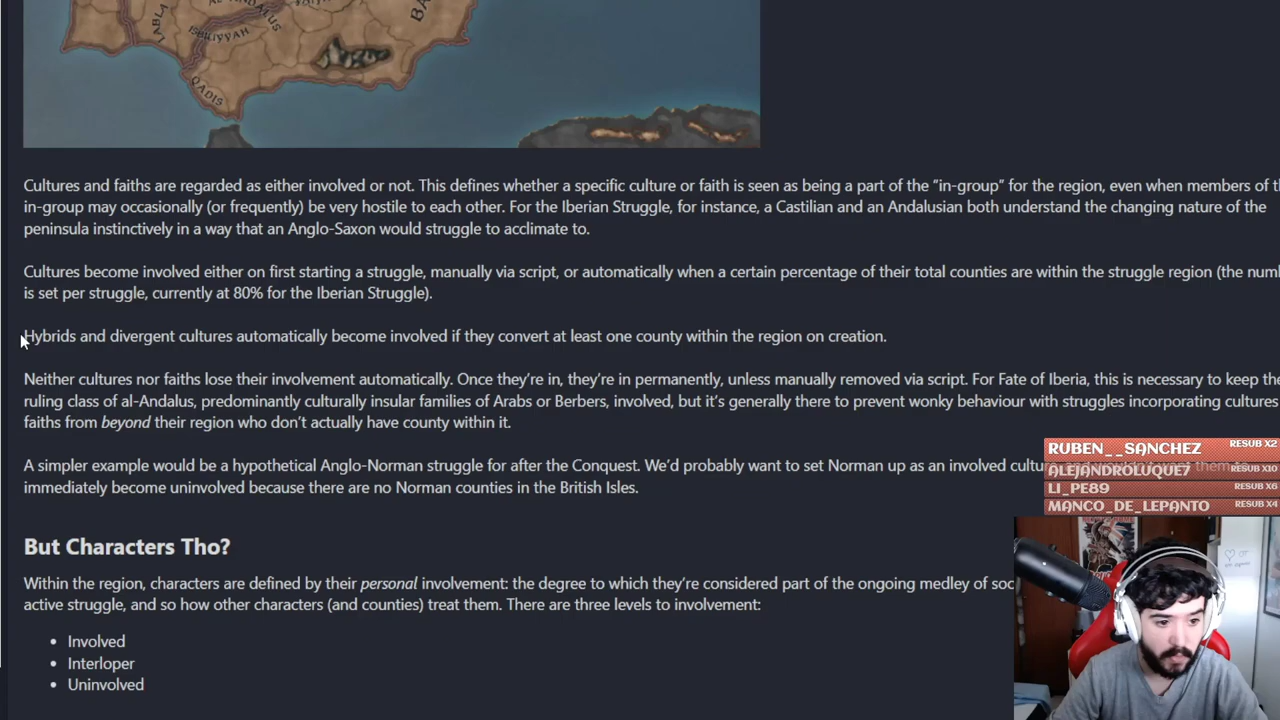 LABLA
ISBILIYYAH
QADIS
BA
Cultures and faiths are regarded as either involved or not. This defines whether a specific culture or faith is seen as being a part of the “in-group” for the region, even when members of
in-group may occasionally (or frequently) be very hostile to each other. For the Iberian Struggle, for instance, a Castilian and an Andalusian both understand the changing nature of the
peninsula instinctively in a way that an Anglo-Saxon would struggle to acclimate to.
Cultures become involved either on first starting a struggle, manually via script, or automatically when a certain percentage of their total counties are within the struggle region (the
is set per struggle, currently at 80% for the Iberian Struggle).
Hybrids and divergent cultures automatically become involved if they convert at least one county within the region on creation.
Neither cultures nor faiths lose their involvement automatically. Once they’re in, they’re in permanently, unless manually removed via script. For Fate of Iberia, this is necessary to keep
ruling class of al-Andalus, predominantly culturally insular families of Arabs or Berbers, involved, but it’s generally there to prevent wonky behaviour with struggles incorporating cultures
faiths from beyond their region who don’t actually have county within it.
A simpler example would be a hypothetical Anglo-Norman struggle for after the Conquest. We’d probably want to set Norman up as an involved
immediately become uninvolved because there are no Norman counties in the British Isles.
RUBEN__SANCHEZ RESUB X2
ALEJANDROLUQUE7 RESUB X10
LI_PE89 RESUB X6
MANCO_DE_LEPANTO RESUB X4
But Characters Tho?
Within the region, characters are defined by their personal involvement: the degree to which they’re considered part of the ongoing medley of
active struggle, and so how other characters (and counties) treat them. There are three levels to involvement:
• Involved
• Interloper
• Uninvolved